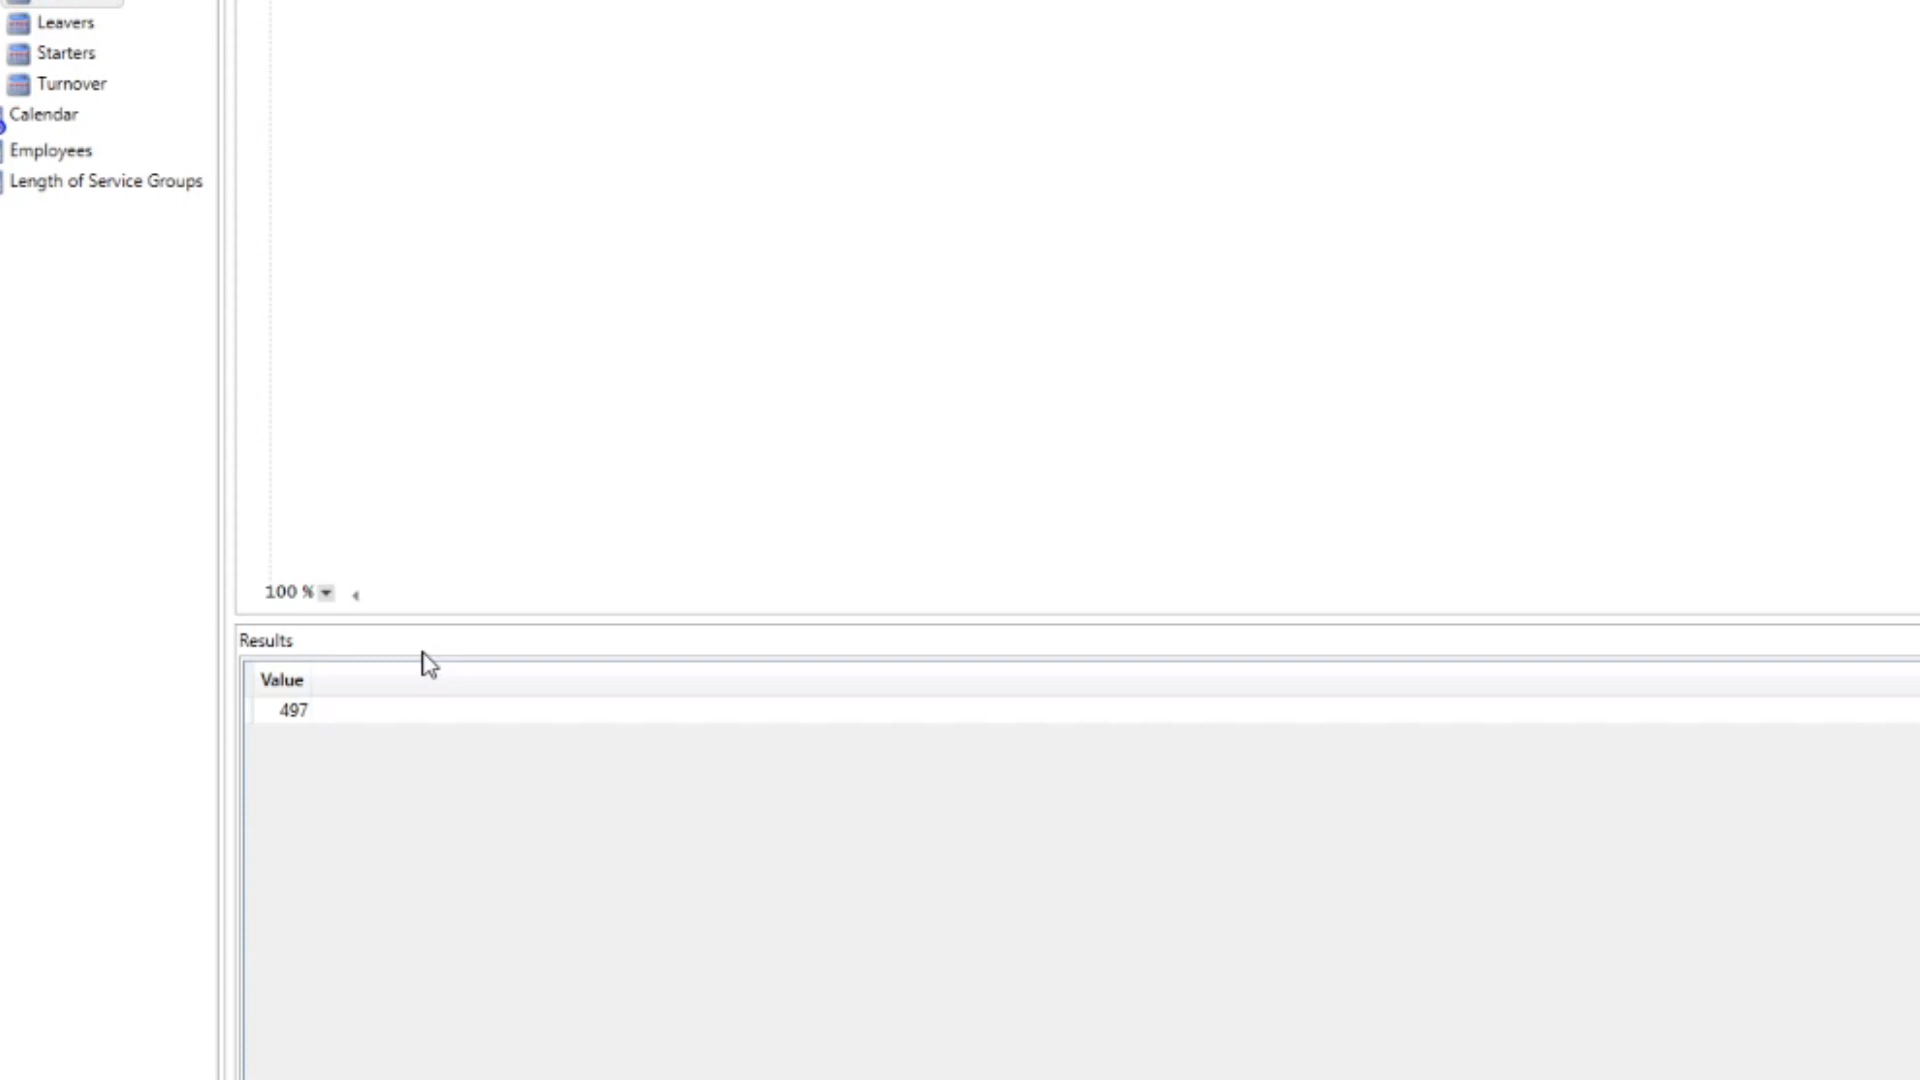 Leavers
Starters
Turnover
Calendar
Employees
Length of Service Groups
100 %
Results
Value
497